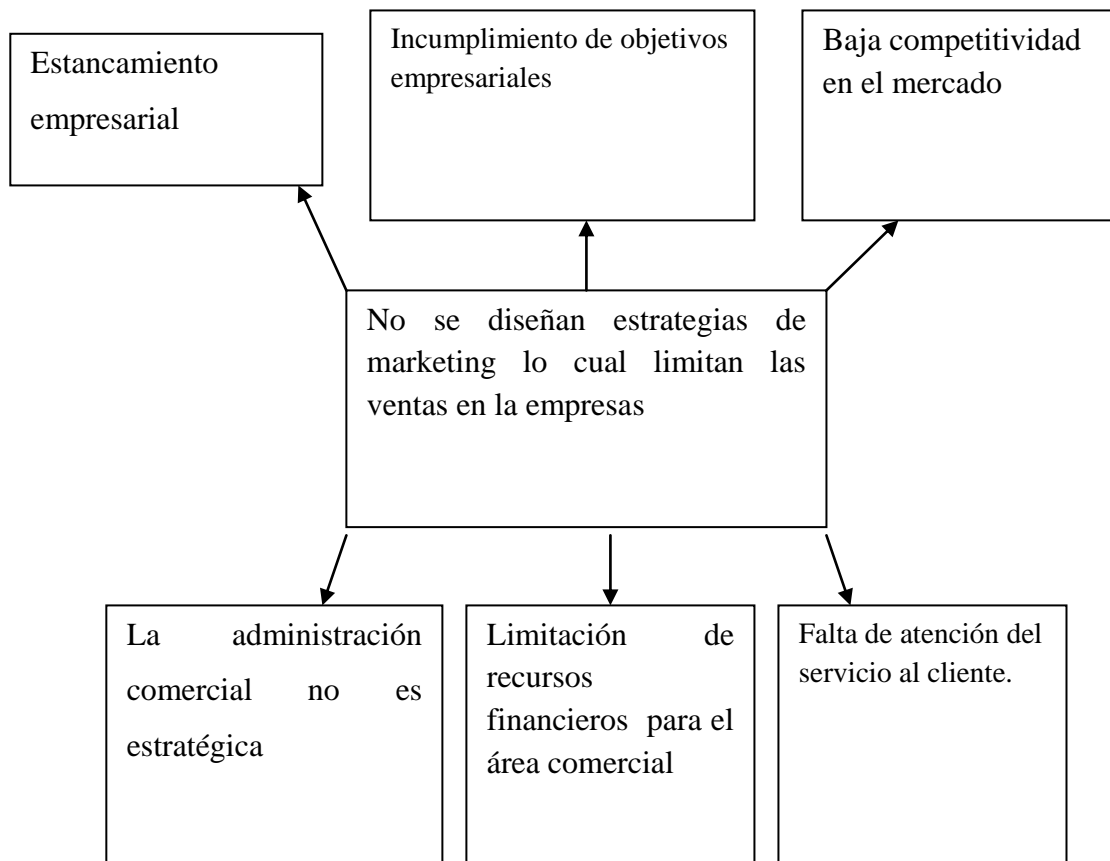 Estancamiento
empresarial
Incumplimiento de objetivos
empresariales
Baja competitividad
en el mercado
No se diseñan estrategias de
marketing lo cual limitan las
ventas en la empresas
La administración
comercial no es
estratégica
Limitación de
recursos
financieros para el
área comercial
Falta de atención del
servicio al cliente.